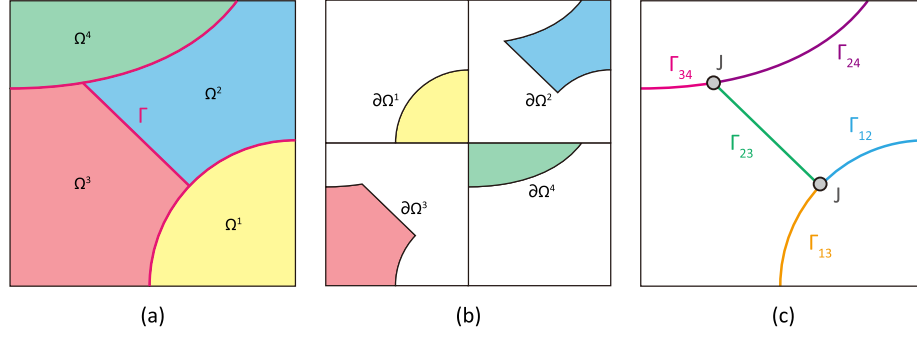 Ω⁴
Ω²
Γ
Ω³
Ω¹
(a)
∂Ω¹
∂Ω²
∂Ω³
∂Ω⁴
(b)
J
Γ₃₄
Γ₂₄
Γ₁₂
Γ₂₃
J
Γ₁₃
(c)